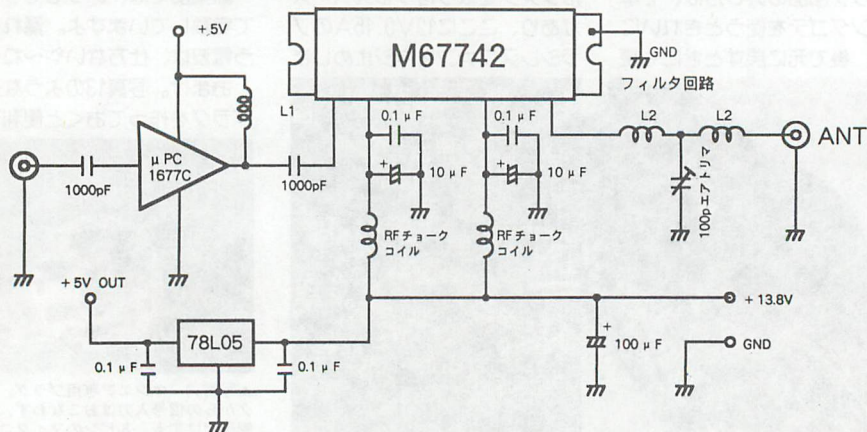 +5V
M67742
GND
フィルタ回路
L1
0.1μF
0.1μF
L2
L2
ANT
μPC
1677C
1000pF
1000pF
10μF
10μF
100pエアトリマ
RFチョーク
コイル
RFチョーク
コイル
+5V OUT
+13.8V
78L05
0.1μF
0.1μF
100μF
GND